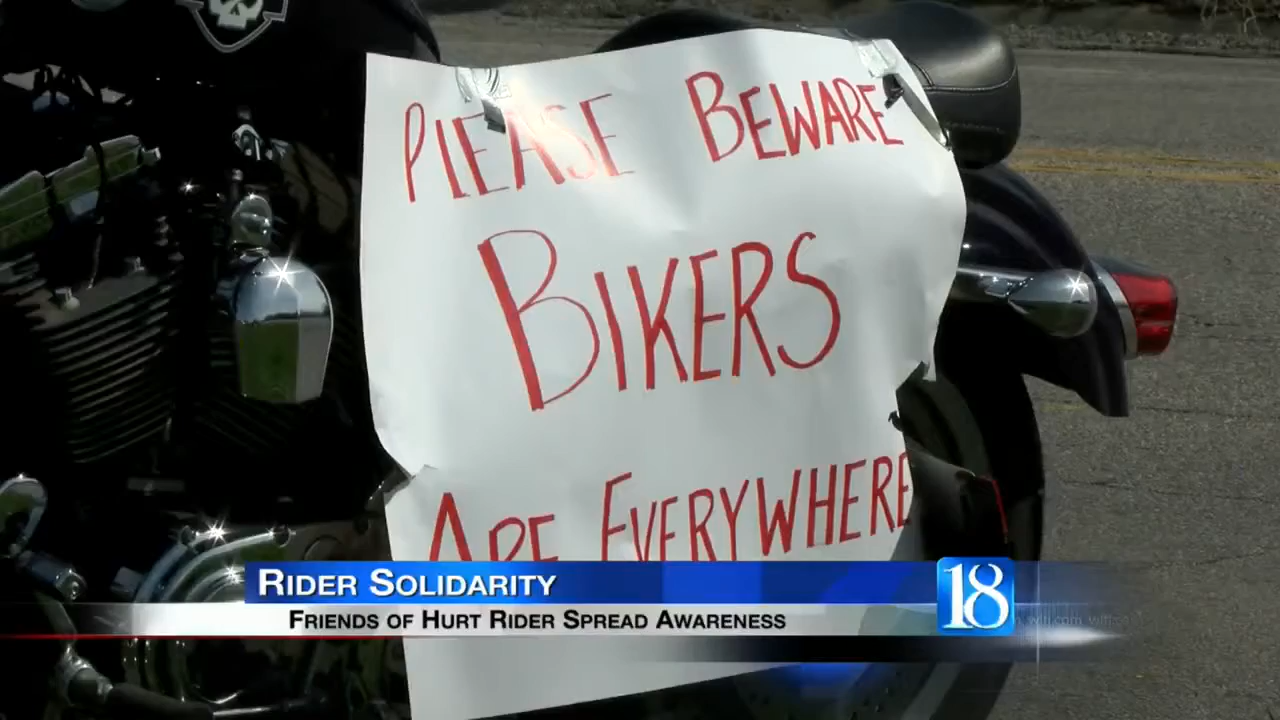 PLEASE BEWARE
BIKERS
ARE EVERYWHERE
RIDER SOLIDARITY
18
FRIENDS OF HURT RIDER SPREAD AWARENESS